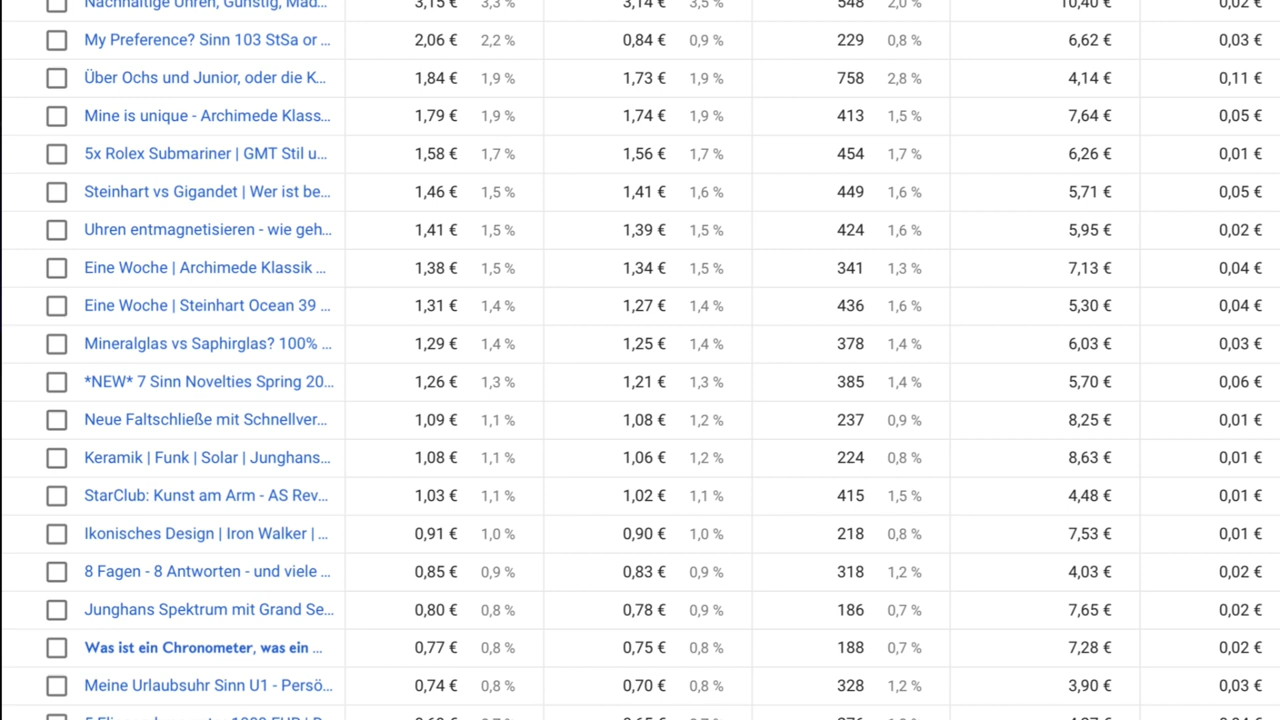 Nachhaltige Uhren, Günstig, Mad... 3,15 € 3,3 % 3,14 € 3,5 % 548 2,0 % 10,40 € 0,02 €
My Preference? Sinn 103 StSa or ... 2,06 € 2,2 % 0,84 € 0,9 % 229 0,8 % 6,62 € 0,03 €
Über Ochs und Junior, oder die K... 1,84 € 1,9 % 1,73 € 1,9 % 758 2,8 % 4,14 € 0,11 €
Mine is unique - Archimede Klass... 1,79 € 1,9 % 1,74 € 1,9 % 413 1,5 % 7,64 € 0,05 €
5x Rolex Submariner | GMT Stil u... 1,58 € 1,7 % 1,56 € 1,7 % 454 1,7 % 6,26 € 0,01 €
Steinhart vs Gigandet | Wer ist be... 1,46 € 1,5 % 1,41 € 1,6 % 449 1,6 % 5,71 € 0,05 €
Uhren entmagnetisieren - wie geh... 1,41 € 1,5 % 1,39 € 1,5 % 424 1,6 % 5,95 € 0,02 €
Eine Woche | Archimede Klassik ... 1,38 € 1,5 % 1,34 € 1,5 % 341 1,3 % 7,13 € 0,04 €
Eine Woche | Steinhart Ocean 39 ... 1,31 € 1,4 % 1,27 € 1,4 % 436 1,6 % 5,30 € 0,04 €
Mineralglas vs Saphirglas? 100% ... 1,29 € 1,4 % 1,25 € 1,4 % 378 1,4 % 6,03 € 0,03 €
*NEW* 7 Sinn Novelties Spring 20... 1,26 € 1,3 % 1,21 € 1,3 % 385 1,4 % 5,70 € 0,06 €
Neue Faltschließe mit Schnellver... 1,09 € 1,1 % 1,08 € 1,2 % 237 0,9 % 8,25 € 0,01 €
Keramik | Funk | Solar | Junghans... 1,08 € 1,1 % 1,06 € 1,2 % 224 0,8 % 8,63 € 0,01 €
StarClub: Kunst am Arm - AS Rev... 1,03 € 1,1 % 1,02 € 1,1 % 415 1,5 % 4,48 € 0,01 €
Ikonisches Design | Iron Walker | ... 0,91 € 1,0 % 0,90 € 1,0 % 218 0,8 % 7,53 € 0,01 €
8 Fagen - 8 Antworten - und viele ... 0,85 € 0,9 % 0,83 € 0,9 % 318 1,2 % 4,03 € 0,02 €
Junghans Spektrum mit Grand Se... 0,80 € 0,8 % 0,78 € 0,9 % 186 0,7 % 7,65 € 0,02 €
Was ist ein Chronometer, was ein ... 0,77 € 0,8 % 0,75 € 0,8 % 188 0,7 % 7,28 € 0,02 €
Meine Urlaubsuhr Sinn U1 - Persö... 0,74 € 0,8 % 0,70 € 0,8 % 328 1,2 % 3,90 € 0,03 €